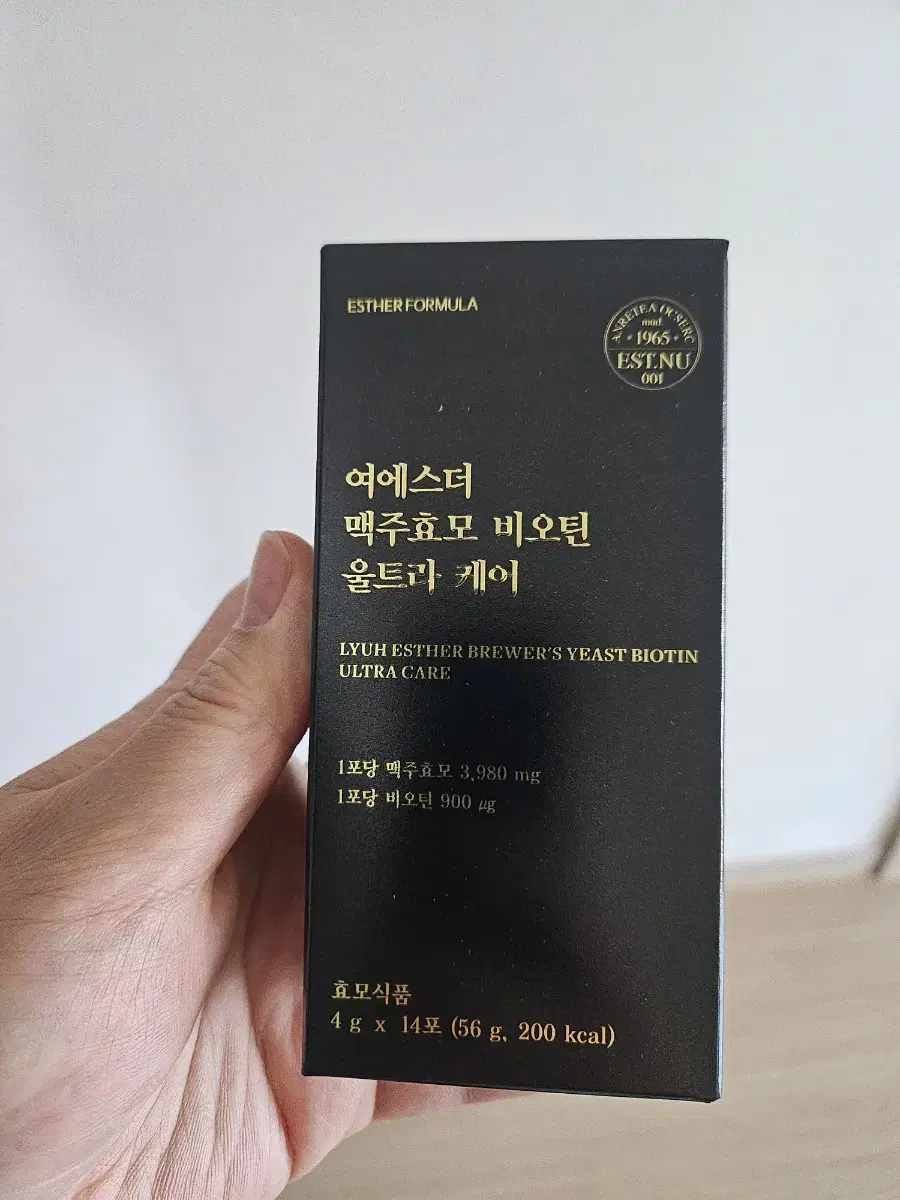 ESTHER FORMULA
mud.
1965
EST.NU
001
여에스더
맥주효모 비오틴
울트라 케어
LYUH ESTHER BREWER'S YEAST BIOTIN
ULTRA CARE
1포당 맥주효모 3,980 mg
1포당 비오틴 900 μg
효모식품
4 g x 14포 (56 g, 200 kcal)